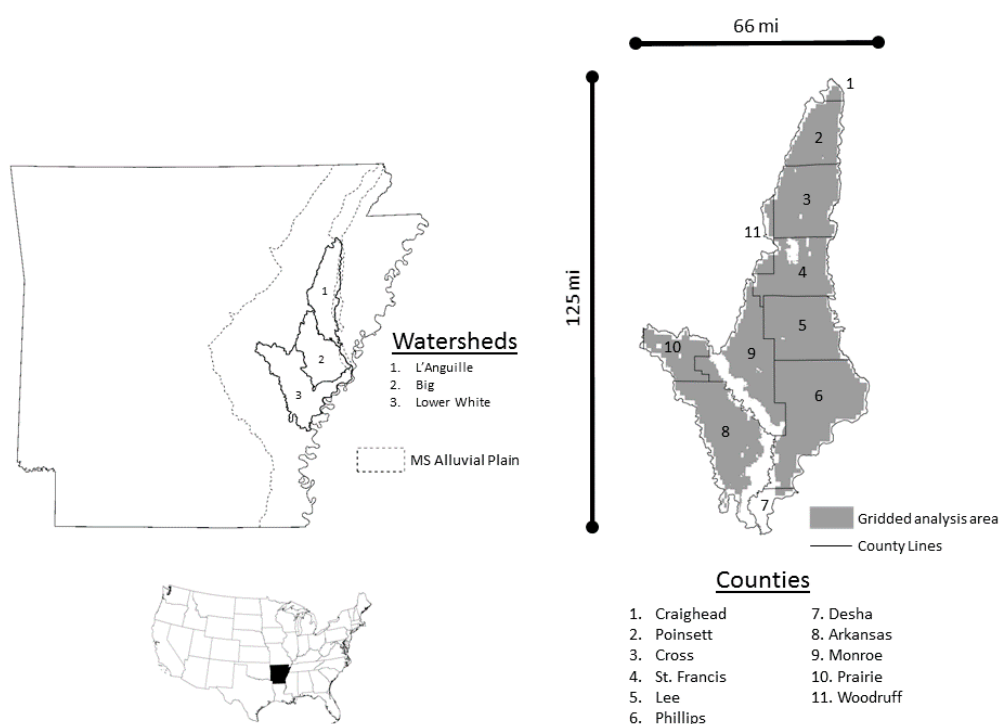 66 mi
125 mi
1
2
3
11
4
5
10
9
6
8
7
1
2
3
Watersheds
1. L'Anguille
2. Big
3. Lower White
MS Alluvial Plain
Gridded analysis area
County Lines
Counties
1. Craighead
2. Poinsett
3. Cross
4. St. Francis
5. Lee
6. Phillips
7. Desha
8. Arkansas
9. Monroe
10. Prairie
11. Woodruff